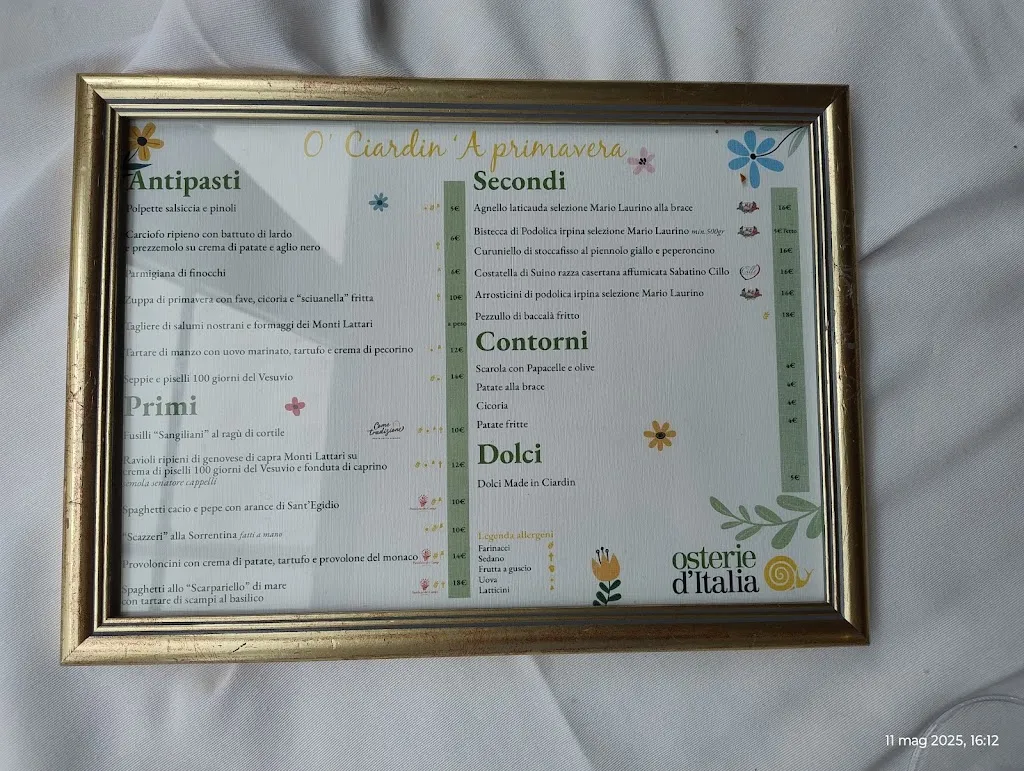 O' Ciardin 'A primavera
Antipasti
Polpette salsiccia e pinoli 5€
Carciofo ripieno con battuto di lardo
e prezzemolo su crema di patate e aglio nero 6€
Parmigiana di finocchi 6€
Zuppa di primavera con fave, cicoria e "sciuanella" fritta 10€
Tagliere di salumi nostrani e formaggi dei Monti Lattari a peso
Tartare di manzo con uovo marinato, tartufo e crema di pecorino 12€
Seppie e piselli 100 giorni del Vesuvio 14€
Primi
Fusilli "Sangiliani" al ragù di cortile Come tradizione 10€
Ravioli ripieni di genovese di capra Monti Lattari su
crema di piselli 100 giorni del Vesuvio e fonduta di caprino 12€
semola senatore cappelli
Spaghetti cacio e pepe con arance di Sant'Egidio 10€
"Scazzeri" alla Sorrentina fatti a mano 10€
Provoloncini con crema di patate, tartufo e provolone del monaco 14€
Spaghetti allo "Scarpariello" di mare 18€
con tartare di scampi al basilico
Secondi
Agnello laticauda selezione Mario Laurino alla brace 16€
Bistecca di Podolica irpina selezione Mario Laurino min.500gr
Curuniello di stoccafisso al piennolo giallo e peperoncino 16€
Costatella di Suino razza casertana affumicata Sabatino Cillo Cillo 16€
Arrosticini di podolica irpina selezione Mario Laurino 16€
Pezzullo di baccalà fritto 18€
Contorni
Scarola con Papacelle e olive 4€
Patate alla brace 4€
Cicoria 4€
Patate fritte 4€
Dolci
Dolci Made in Ciardin 5€
Legenda allergeni
Farinacei
Sedano
Frutta a guscio
Uova
Latticini
osterie
d'Italia
11 mag 2025, 16:12